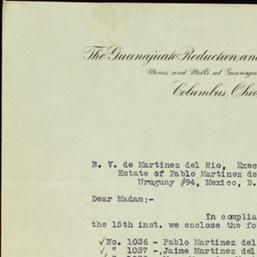 The Guanajuato Reduction and
Mines and Mills at Guanaju
Columbus, Ohio
B. V. de Martinez del Rio, Exec
Estate of Pablo Martinez de
Uruguay #94, Mexico, D.
Dear Madam:-
In complia
the 15th inst. we enclose the fo
✓No. 1036 - Pablo Martinez del
✓ " 1037 - Jaime Martinez del